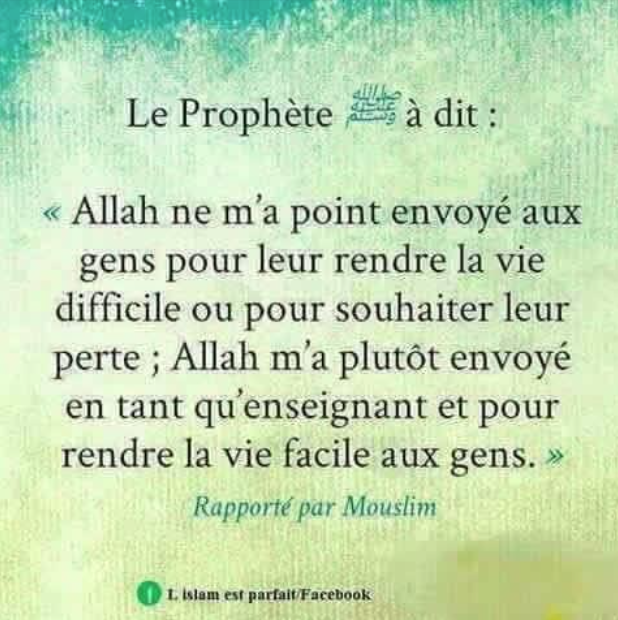 Le Prophète ﷺ à dit :
« Allah ne m'a point envoyé aux
gens pour leur rendre la vie
difficile ou pour souhaiter leur
perte ; Allah m'a plutôt envoyé
en tant qu'enseignant et pour
rendre la vie facile aux gens. »
Rapporté par Mouslim
L islam est parfait/Facebook